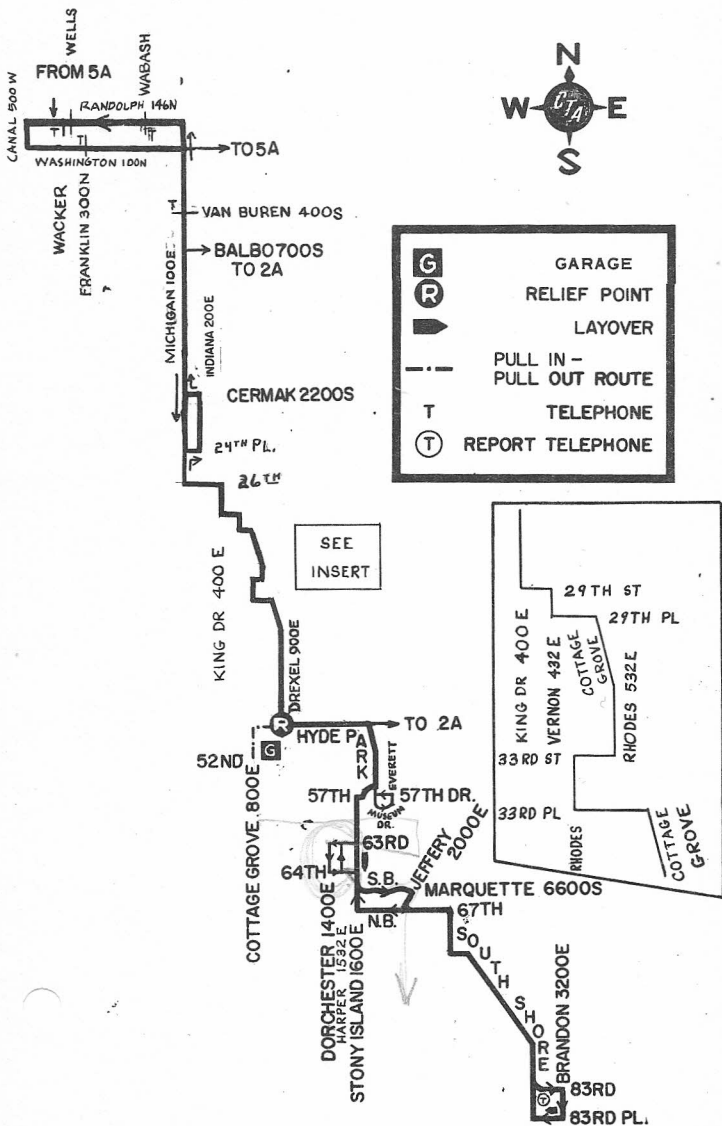 WELLS
WABASH
FROM 5A
CANAL 500 W
RANDOLPH 146N
T
T
T
WASHINGTON 100N
TO 5A
WACKER
FRANKLIN 300N
T
VAN BUREN 400S
BALBO 700S
TO 2A
MICHIGAN 100E
INDIANA 200E
CERMAK 2200S
24TH PL.
26TH
KING DR 400 E
SEE
INSERT
DREXEL 900E
R
HYDE PARK
TO 2A
52ND
G
COTTAGE GROVE 800E
EVERETT
57TH
57TH DR.
MUSEUM
DR.
63RD
64TH
JEFFERY
2000E
S.B.
MARQUETTE 6600S
N.B.
67TH
DORCHESTER 1400E
HARPER 1532 E
STONY ISLAND 1600E
SOUTH SHORE
BRANDON 3200E
83RD
T
83RD PL.
N
W
CTA
E
S
G GARAGE
R RELIEF POINT
LAYOVER
PULL IN -
PULL OUT ROUTE
T TELEPHONE
T REPORT TELEPHONE
29TH ST
29TH PL
KING DR 400 E
VERNON 432 E
COTTAGE
GROVE
RHODES 532 E
33RD ST
33RD PL
RHODES
COTTAGE
GROVE